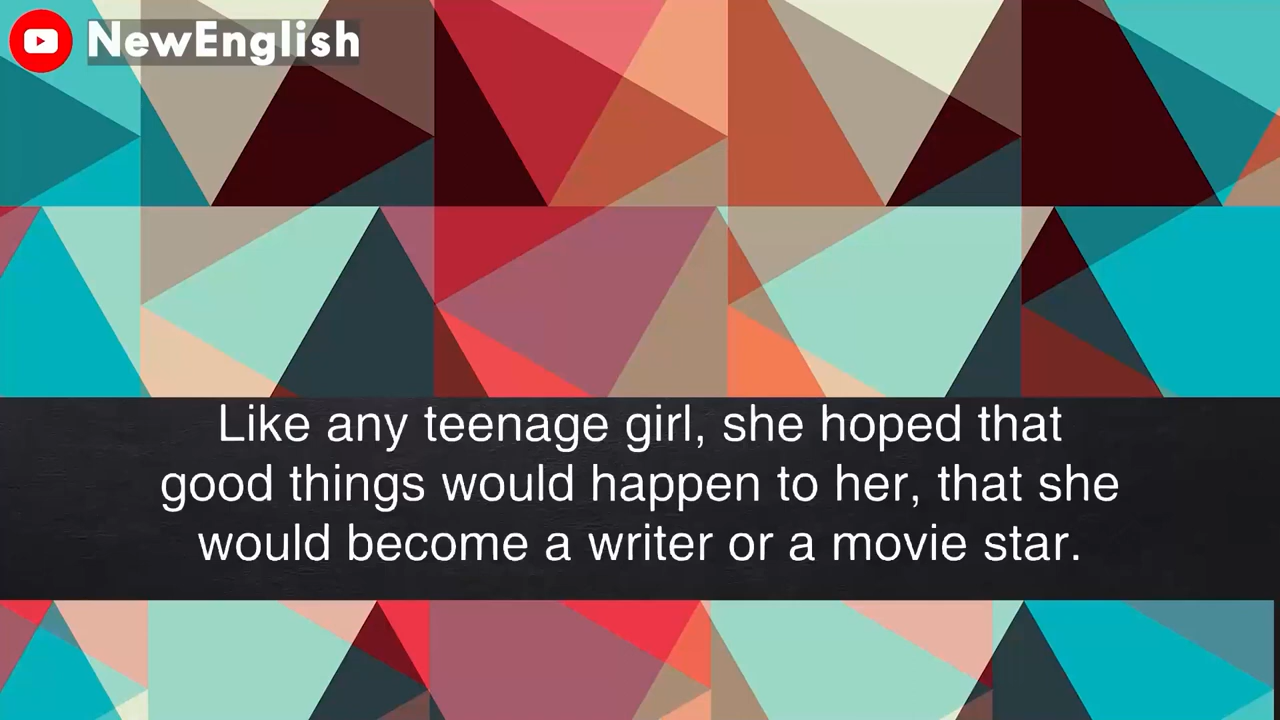 NewEnglish
Like any teenage girl, she hoped that
good things would happen to her, that she
would become a writer or a movie star.